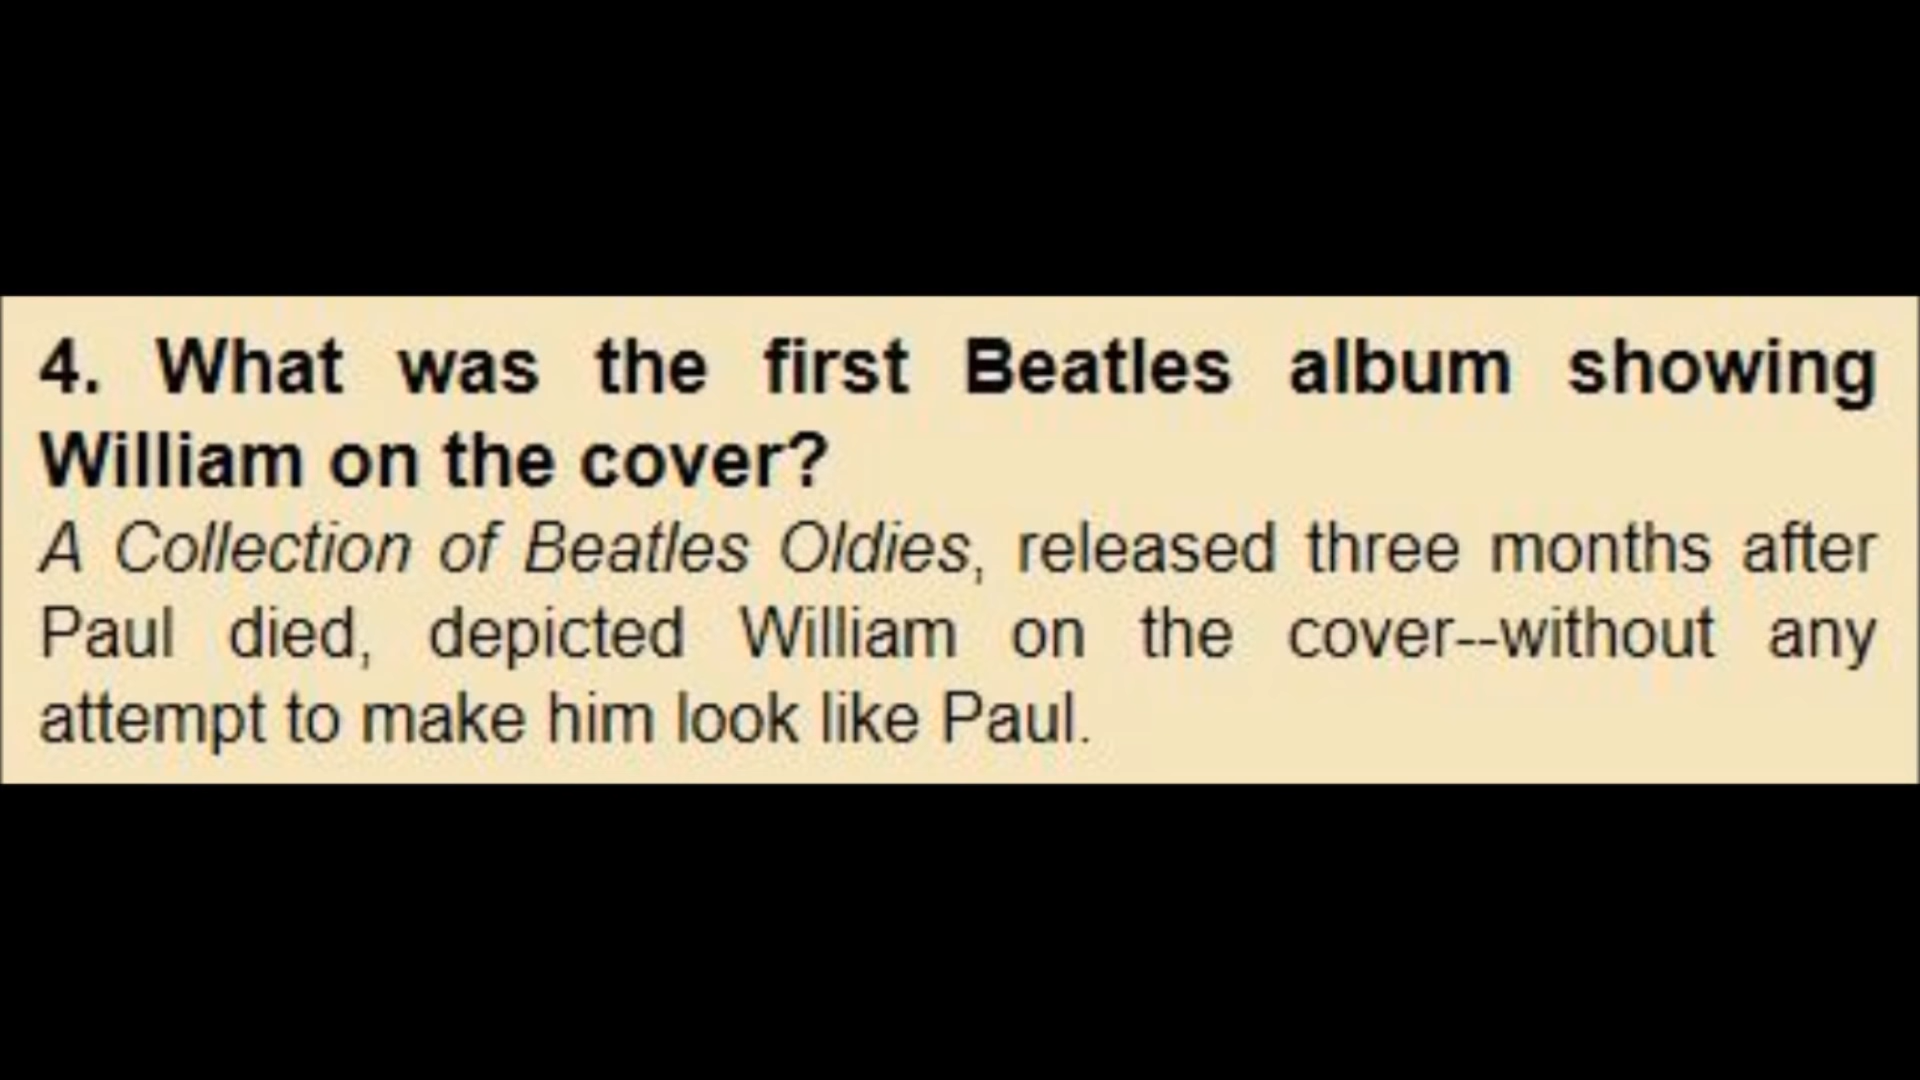 4. What was the first Beatles album showing
William on the cover?
A Collection of Beatles Oldies, released three months after
Paul died, depicted William on the cover--without any
attempt to make him look like Paul.